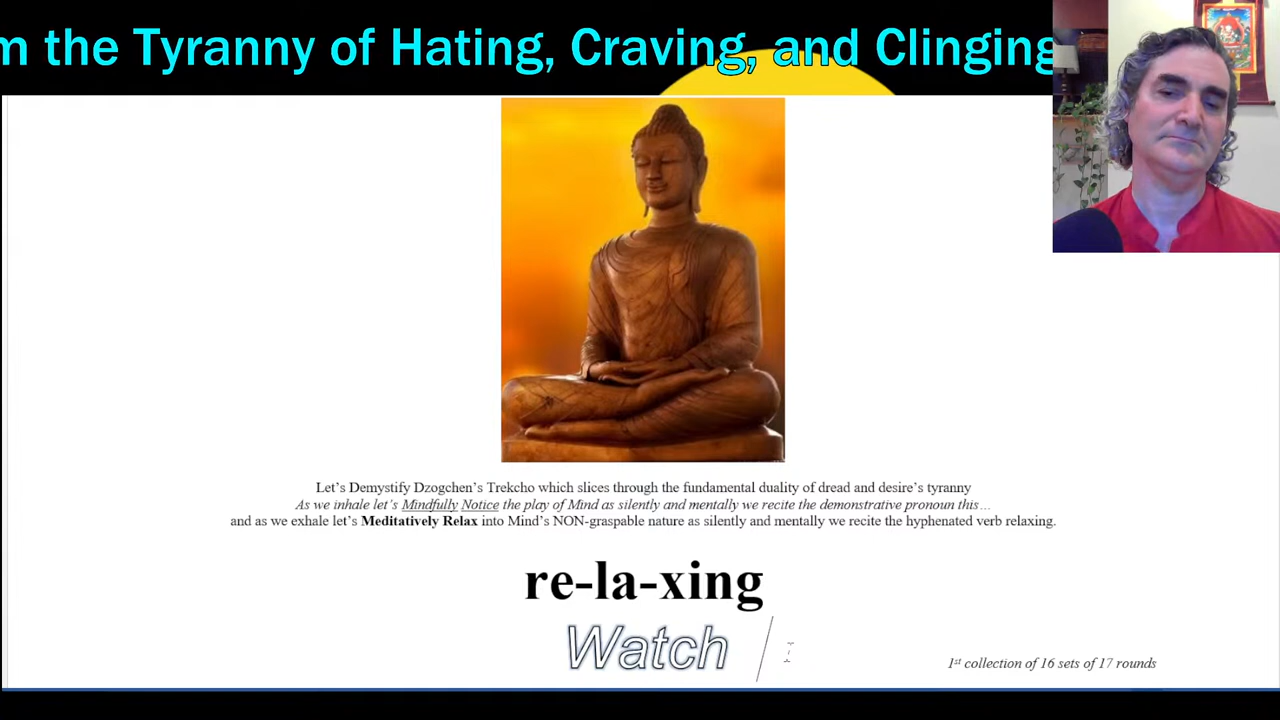 m the Tyranny of Hating, Craving, and Clinging
Let’s Demystify Dzogchen’s Trekcho which slices through the fundamental duality of dread and desire’s tyranny
As we inhale let’s Mindfully Notice the play of Mind as silently and mentally we recite the demonstrative pronoun this…
and as we exhale let’s Meditatively Relax into Mind’s NON-graspable nature as silently and mentally we recite the hyphenated verb relaxing.
re-la-xing
Watch
1st collection of 16 sets of 17 rounds